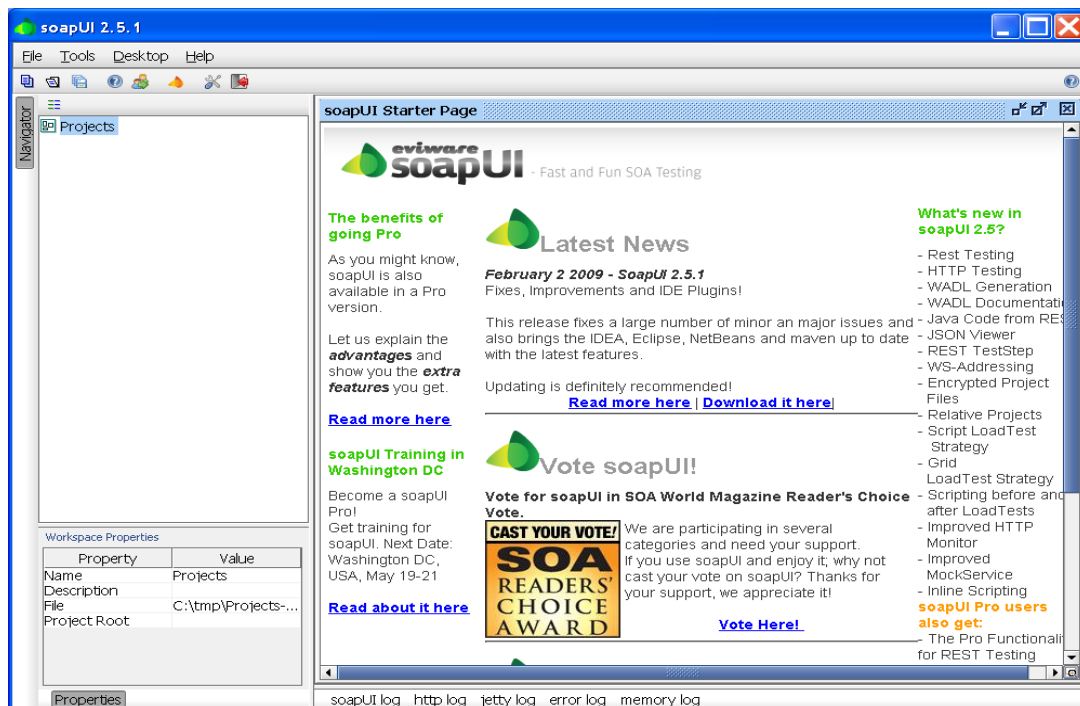 soapUI 2.5.1
File Tools Desktop Help
Navigator
Projects
Workspace Properties
Property Value
Name Projects
Description
File C:\tmp\Projects-...
Project Root
Properties
soapUI Starter Page
eviware
soapUI - Fast and Fun SOA Testing
The benefits of
going Pro
As you might know,
soapUI is also
available in a Pro
version.
Let us explain the
advantages and
show you the extra
features you get.
Read more here
soapUI Training in
Washington DC
Become a soapUI
Pro!
Get training for
soapUI. Next Date:
Washington DC,
USA, May 19-21
Read about it here
Latest News
February 2 2009 - SoapUI 2.5.1
Fixes, Improvements and IDE Plugins!
This release fixes a large number of minor an major issues and
also brings the IDEA, Eclipse, NetBeans and maven up to date
with the latest features.
Updating is definitely recommended!
Read more here | Download it here|
Vote soapUI!
Vote for soapUI in SOA World Magazine Reader's Choice
Vote.
CAST YOUR VOTE!
SOA
READERS'
CHOICE
AWARD
We are participating in several
categories and need your support.
If you use soapUI and enjoy it; why not
cast your vote on soapUI? Thanks for
your support, we appreciate it!
Vote Here!
What's new in
soapUI 2.5?
- Rest Testing
- HTTP Testing
- WADL Generation
- WADL Documentati
- Java Code from RES
- JSON Viewer
- REST TestStep
- WS-Addressing
- Encrypted Project
Files
- Relative Projects
- Script LoadTest
Strategy
- Grid
LoadTest Strategy
- Scripting before and
after LoadTests
- Improved HTTP
Monitor
- Improved
MockService
- Inline Scripting
soapUI Pro users
also get:
- The Pro Functionali
for REST Testing
soapUI log http log jetty log error log memory log